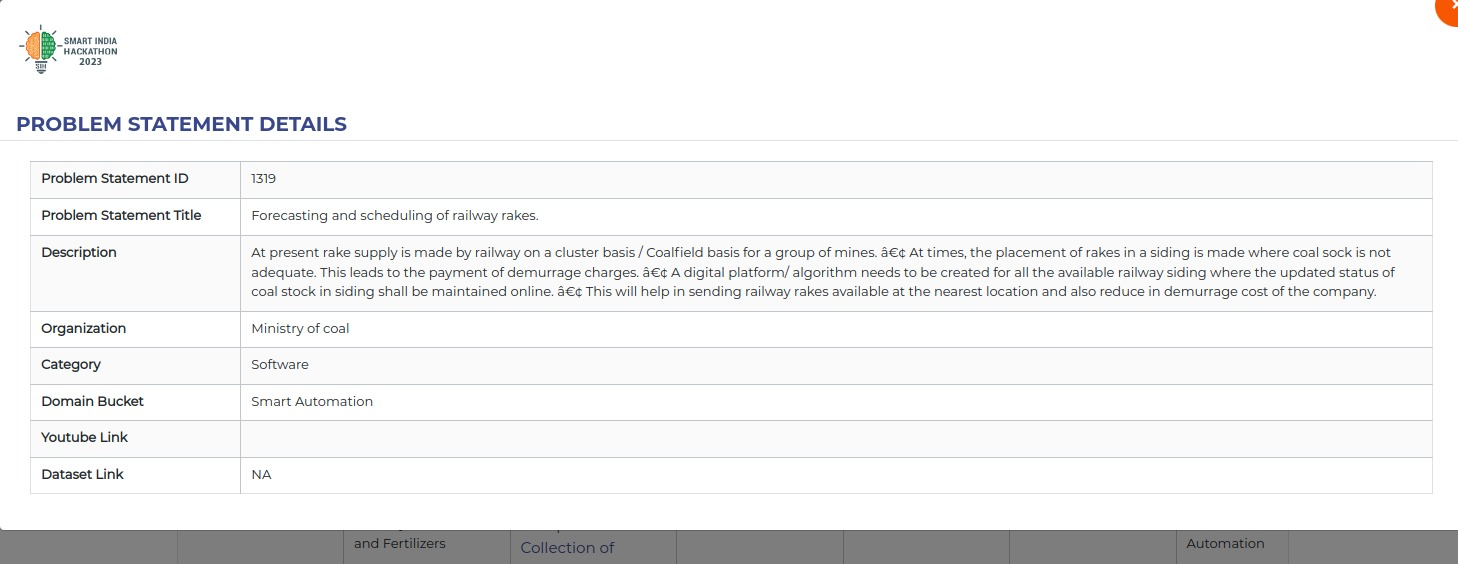 SMART INDIA
HACKATHON
2023
SIH
PROBLEM STATEMENT DETAILS
Problem Statement ID 1319
Problem Statement Title Forecasting and scheduling of railway rakes.
Description At present rake supply is made by railway on a cluster basis / Coalfield basis for a group of mines. â€¢ At times, the placement of rakes in a siding is made where coal sock is not
adequate. This leads to the payment of demurrage charges. â€¢ A digital platform/ algorithm needs to be created for all the available railway siding where the updated status of
coal stock in siding shall be maintained online. â€¢ This will help in sending railway rakes available at the nearest location and also reduce in demurrage cost of the company.
Organization Ministry of coal
Category Software
Domain Bucket Smart Automation
Youtube Link
Dataset Link NA
and Fertilizers Collection of Automation